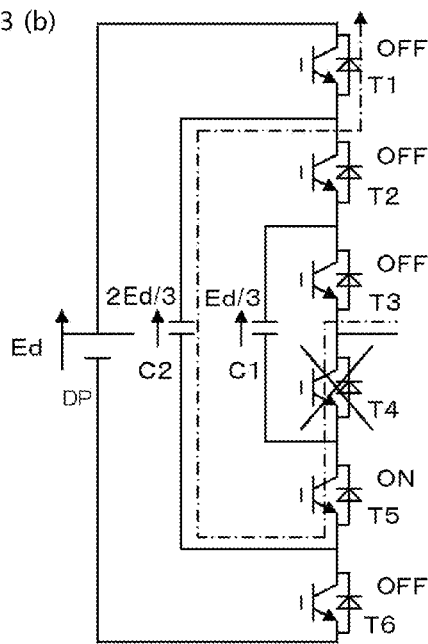 3 (b)
OFF
T1
OFF
T2
OFF
T3
2Ed/3
Ed/3
Ed
C2
C1
DP
T4
ON
T5
OFF
T6